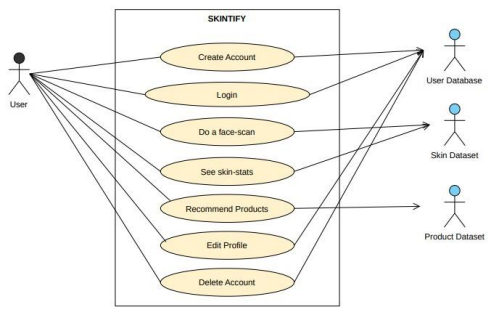 SKINTIFY
Create Account
Login
Do a face-scan
See skin-stats
Recommend Products
Edit Profile
Delete Account
User
User Database
Skin Dataset
Product Dataset